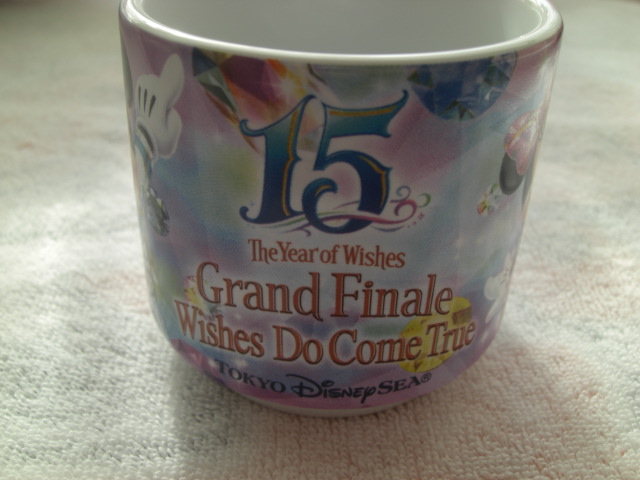 15
The Year of Wishes
Grand Finale
Wishes Do Come True
TOKYO DISNEYSEA®